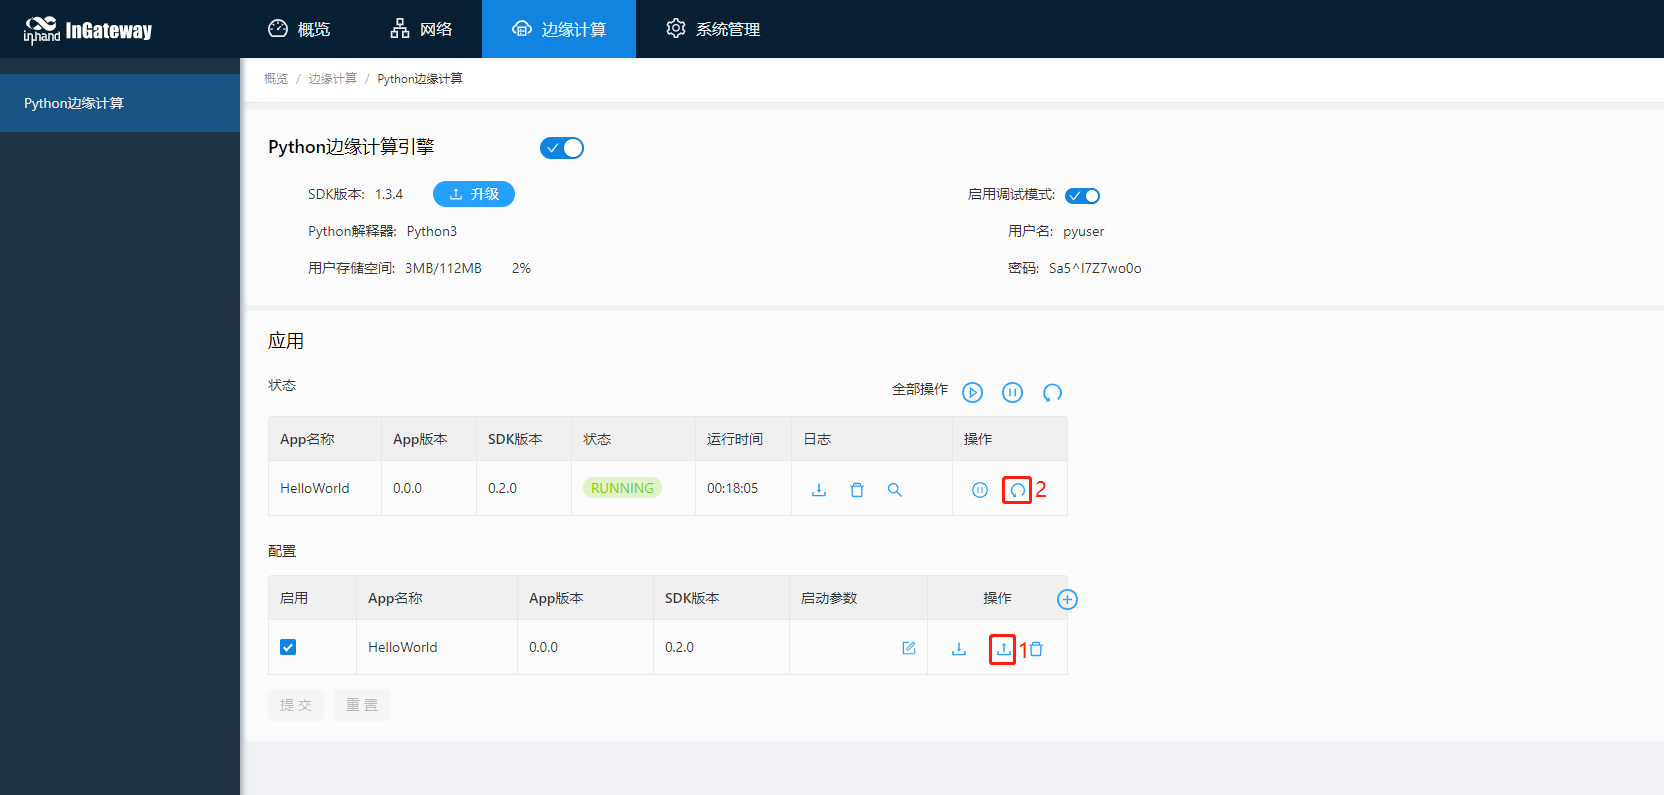 inhand InGateway
概览
网络
边缘计算
系统管理
Python边缘计算
概览 / 边缘计算 / Python边缘计算
Python边缘计算引擎
SDK版本: 1.3.4 升级
启用调试模式:
Python解释器: Python3
用户名: pyuser
用户存储空间: 3MB/112MB 2%
密码: Sa5^I7Z7wo0o
应用
状态
全部操作
App名称 App版本 SDK版本 状态 运行时间 日志 操作
HelloWorld 0.0.0 0.2.0 RUNNING 00:18:05 2
配置
启用 App名称 App版本 SDK版本 启动参数 操作
HelloWorld 0.0.0 0.2.0 1
提 交 重 置